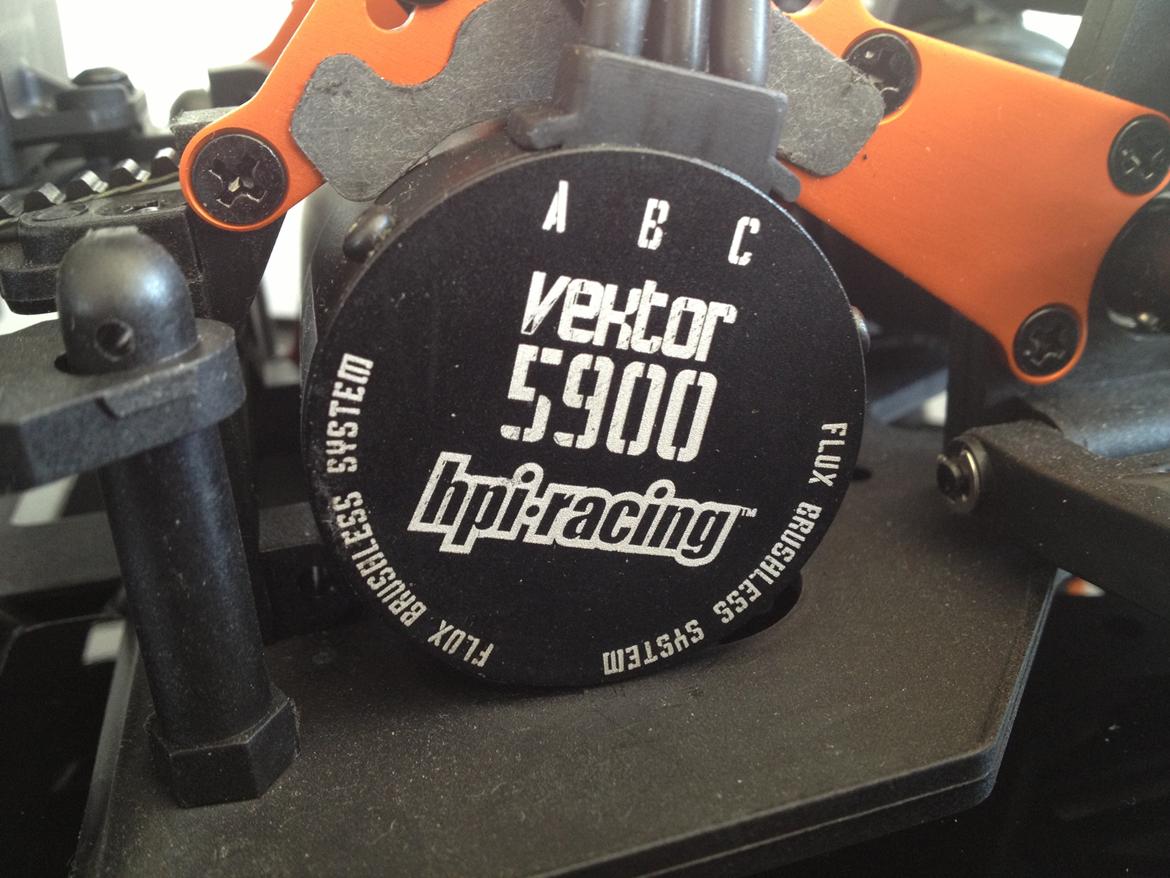 A B C
vektor
5900
hpi·racing™
FLUX BRUSHLESS SYSTEM
FLUX BRUSHLESS SYSTEM